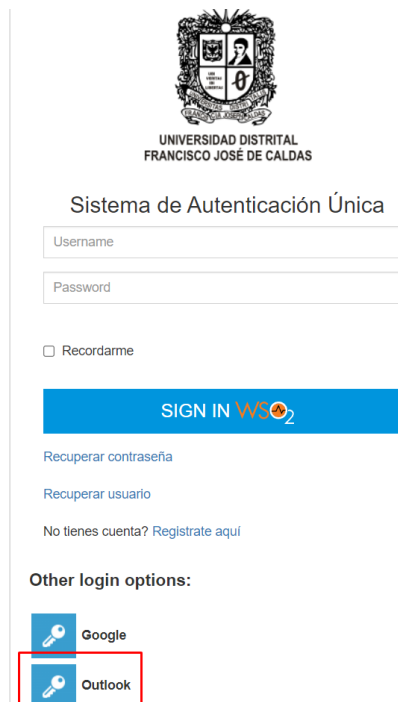 UNIVERSIDAD DISTRITAL
FRANCISCO JOSÉ DE CALDAS
Sistema de Autenticación Única
Username
Password
Recordarme
SIGN IN WSO2
Recuperar contraseña
Recuperar usuario
No tienes cuenta? Registrate aquí
Other login options:
Google
Outlook